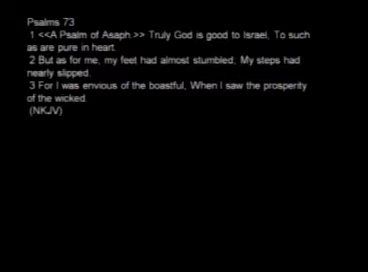 Psalms 73
1 <<A Psalm of Asaph.>> Truly God is good to Israel, To such
as are pure in heart.
2 But as for me, my feet had almost stumbled; My steps had
nearly slipped.
3 For I was envious of the boastful, When I saw the prosperity
of the wicked.
(NKJV)